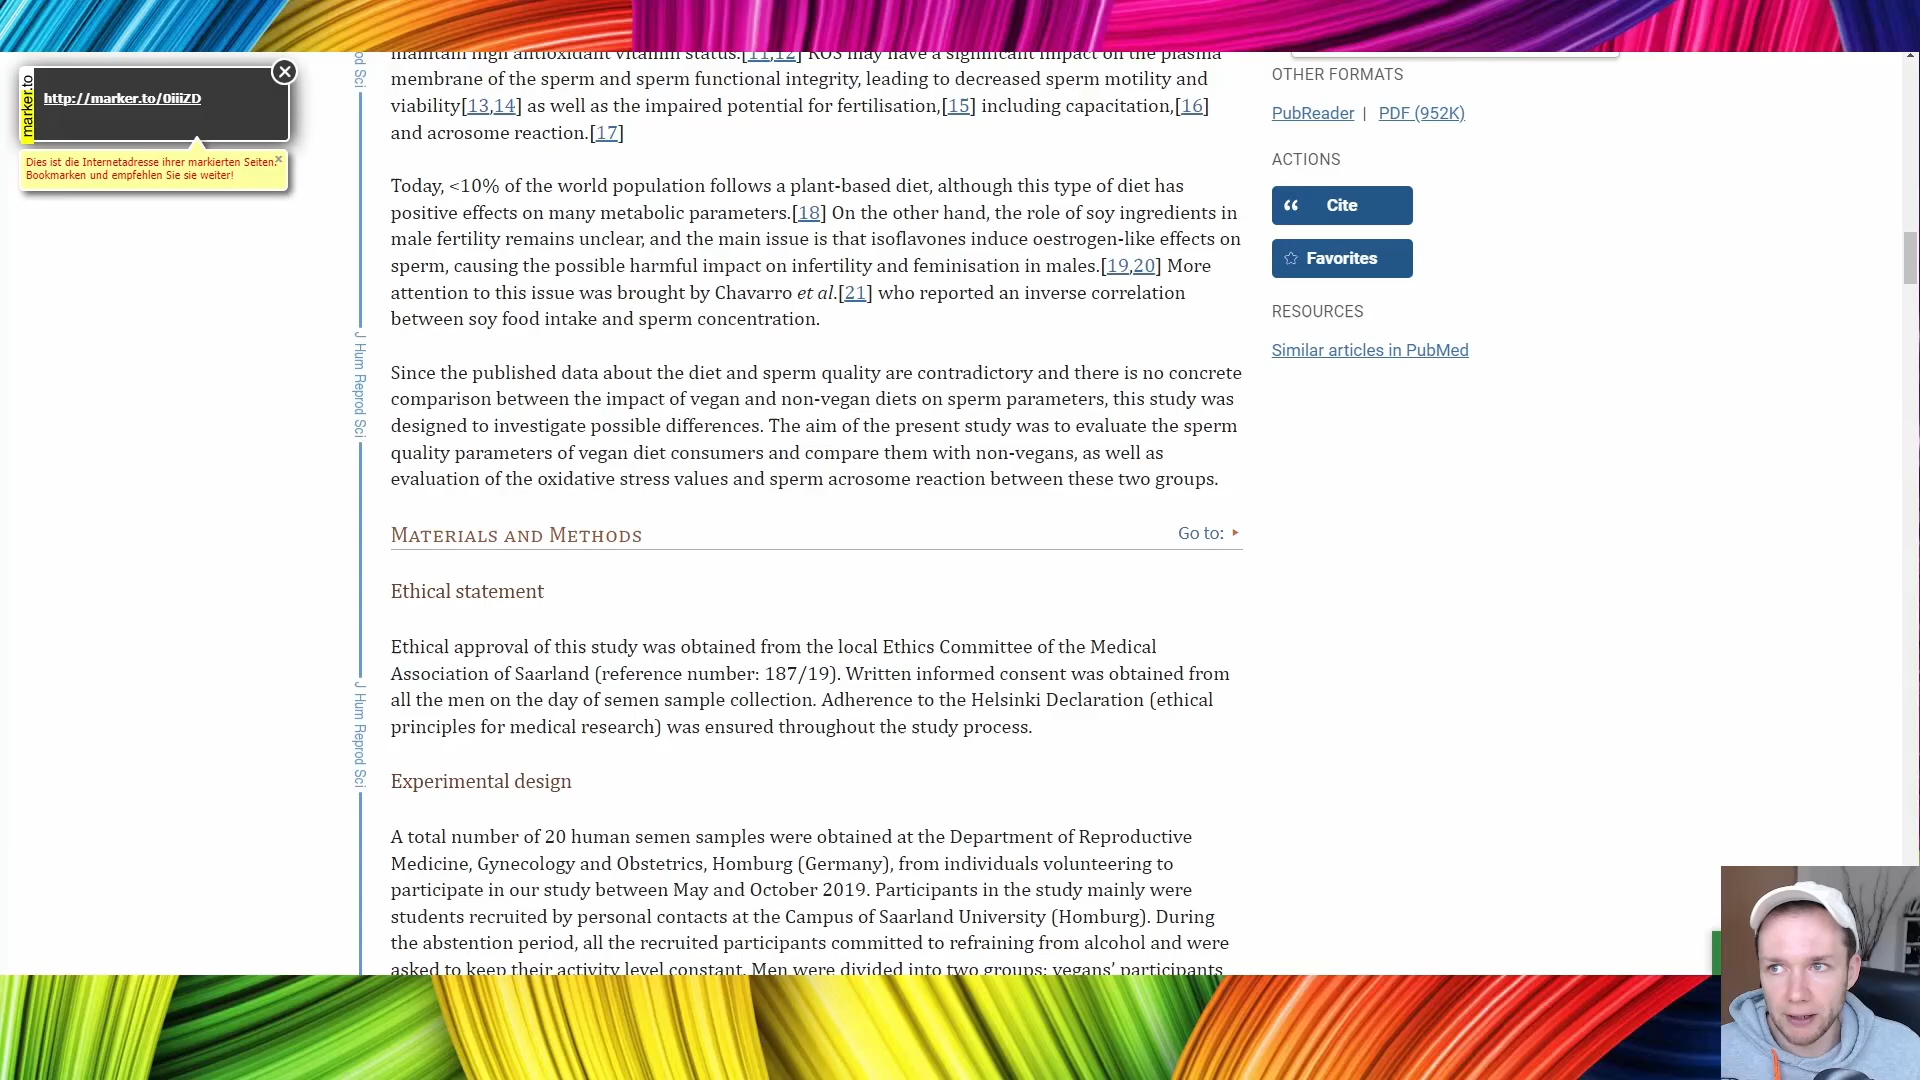 maintain high antioxidant vitamin status.[11,12] ROS may have a significant impact on the plasma
membrane of the sperm and sperm functional integrity, leading to decreased sperm motility and
viability[13,14] as well as the impaired potential for fertilisation,[15] including capacitation,[16]
and acrosome reaction.[17]
Today, <10% of the world population follows a plant-based diet, although this type of diet has
positive effects on many metabolic parameters.[18] On the other hand, the role of soy ingredients in
male fertility remains unclear, and the main issue is that isoflavones induce oestrogen-like effects on
sperm, causing the possible harmful impact on infertility and feminisation in males.[19,20] More
attention to this issue was brought by Chavarro et al.[21] who reported an inverse correlation
between soy food intake and sperm concentration.
Since the published data about the diet and sperm quality are contradictory and there is no concrete
comparison between the impact of vegan and non-vegan diets on sperm parameters, this study was
designed to investigate possible differences. The aim of the present study was to evaluate the sperm
quality parameters of vegan diet consumers and compare them with non-vegans, as well as
evaluation of the oxidative stress values and sperm acrosome reaction between these two groups.
Materials and Methods
Go to:
Ethical statement
Ethical approval of this study was obtained from the local Ethics Committee of the Medical
Association of Saarland (reference number: 187/19). Written informed consent was obtained from
all the men on the day of semen sample collection. Adherence to the Helsinki Declaration (ethical
principles for medical research) was ensured throughout the study process.
Experimental design
A total number of 20 human semen samples were obtained at the Department of Reproductive
Medicine, Gynecology and Obstetrics, Homburg (Germany), from individuals volunteering to
participate in our study between May and October 2019. Participants in the study mainly were
students recruited by personal contacts at the Campus of Saarland University (Homburg). During
the abstention period, all the recruited participants committed to refraining from alcohol and were
asked to keep their activity level constant. Men were divided into two groups: vegans' participants
marker.to
http://marker.to/0iiiZD
Dies ist die Internetadresse ihrer markierten Seiten.
Bookmarken und empfehlen Sie sie weiter!
od Sci
J Hum Reprod Sci
J Hum Reprod Sci
OTHER FORMATS
PubReader | PDF (952K)
ACTIONS
Cite
Favorites
RESOURCES
Similar articles in PubMed